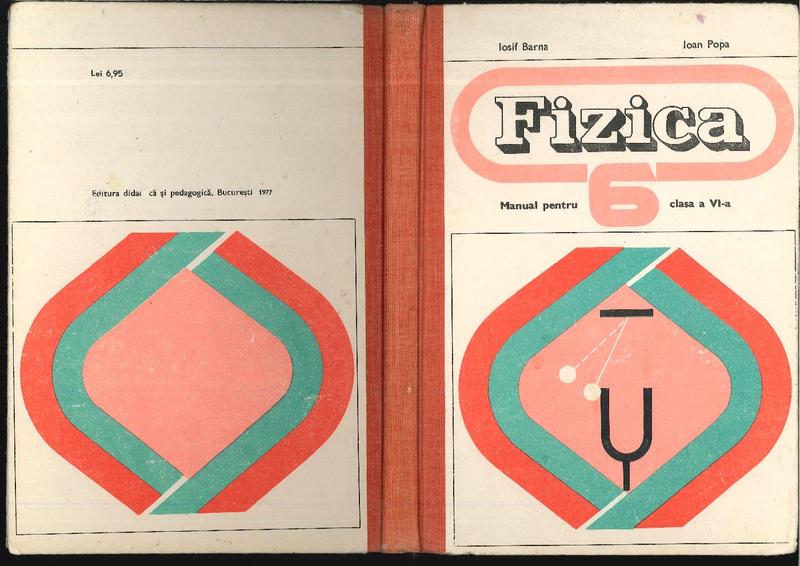 Lei 6,95
Editura didac că și pedagogică, București 1977
Iosif Barna
Ioan Popa
Fizica
6
Manual pentru
clasa a VI-a